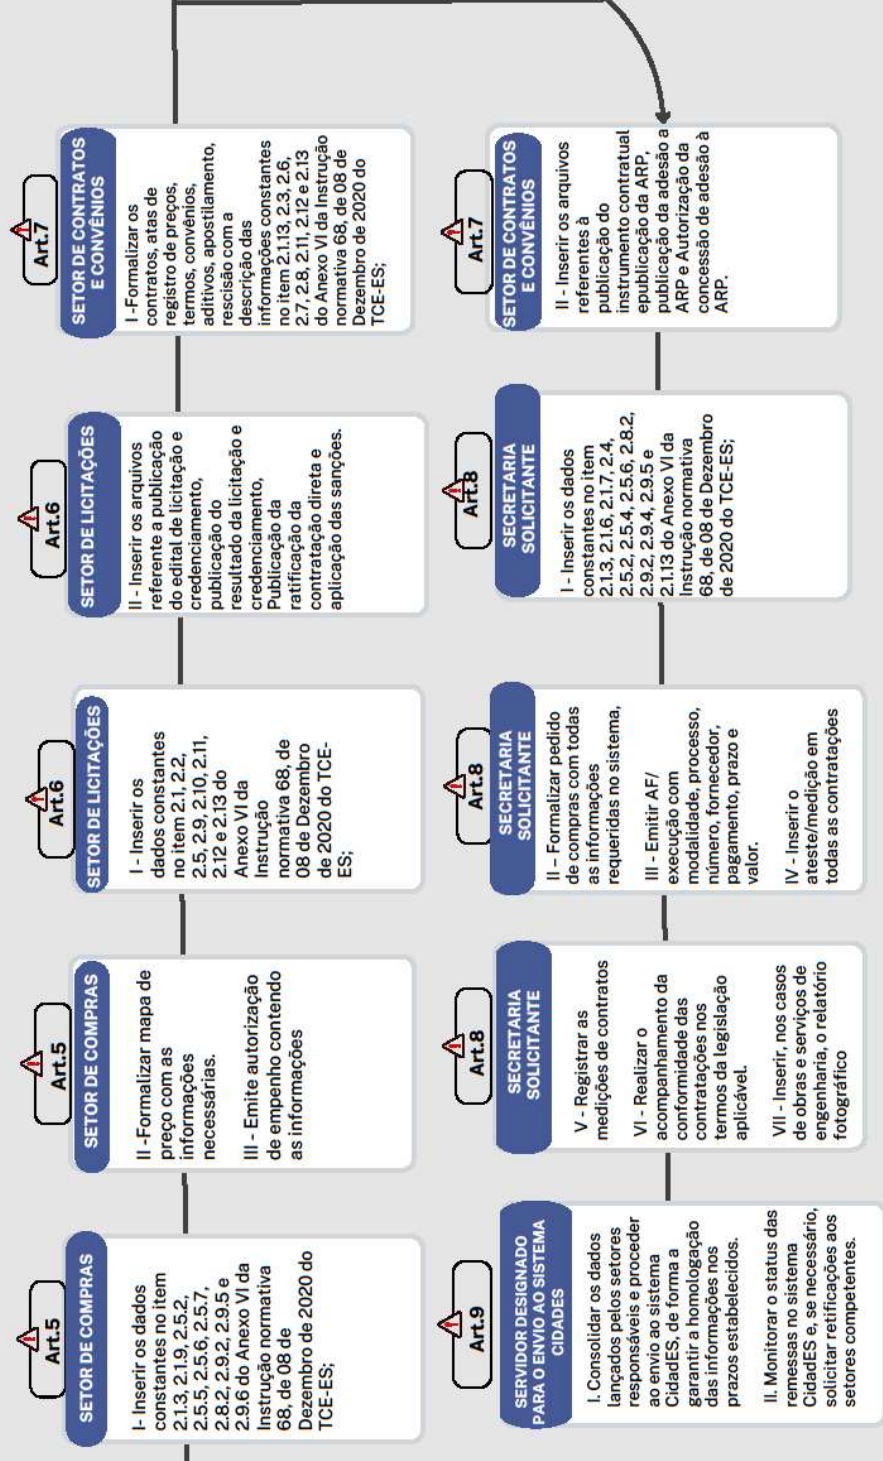 Art.5
SETOR DE COMPRAS
I- Inserir os dados
constantes no item
2.1.3, 2.1.9, 2.5.2,
2.5.5, 2.5.6, 2.5.7,
2.8.2, 2.9.2, 2.9.5 e
2.9.6 do Anexo VI da
Instrução normativa
68, de 08 de
Dezembro de 2020 do
TCE-ES;
Art.5
SETOR DE COMPRAS
II -Formalizar mapa de
preço com as
informações
necessárias.
III - Emite autorização
de empenho contendo
as informações
Art.6
SETOR DE LICITAÇÕES
I - Inserir os
dados constantes
no item 2.1, 2.2,
2.5, 2.9, 2.10, 2.11,
2.12 e 2.13 do
Anexo VI da
Instrução
normativa 68, de
08 de Dezembro
de 2020 do TCE-
ES;
Art.6
SETOR DE LICITAÇÕES
II - Inserir os arquivos
referente a publicação
do edital de licitação e
credenciamento,
publicação do
resultado da licitação e
credenciamento,
Publicação da
ratificação da
contratação direta e
aplicação das sanções.
Art.7
SETOR DE CONTRATOS
E CONVÊNIOS
I -Formalizar os
contratos, atas de
registro de preços,
termos, convênios,
aditivos, apostilamento,
rescisão com a
descrição das
informações constantes
no item 2.1.13, 2.3, 2.6,
2.7, 2.8, 2.11, 2.12 e 2.13
do Anexo VI da Instrução
normativa 68, de 08 de
Dezembro de 2020 do
TCE-ES;
Art.9
SERVIDOR DESIGNADO
PARA O ENVIO AO SISTEMA
CIDADES
I. Consolidar os dados
lançados pelos setores
responsáveis e proceder
ao envio ao sistema
CidadES, de forma a
garantir a homologação
das informações nos
prazos estabelecidos.
II. Monitorar o status das
remessas no sistema
CidadES e, se necessário,
solicitar retificações aos
setores competentes.
Art.8
SECRETARIA
SOLICITANTE
V - Registrar as
medições de contratos
VI - Realizar o
acompanhamento da
conformidade das
contratações nos
termos da legislação
aplicável.
VII - Inserir, nos casos
de obras e serviços de
engenharia, o relatório
fotográfico
Art.8
SECRETARIA
SOLICITANTE
II – Formalizar pedido
de compras com todas
as informações
requeridas no sistema,
III - Emitir AF/
execução com
modalidade, processo,
número, fornecedor,
pagamento, prazo e
valor.
IV - Inserir o
ateste/medição em
todas as contratações
Art.8
SECRETARIA
SOLICITANTE
I - Inserir os dados
constantes no item
2.1.3, 2.1.6, 2.1.7, 2.4,
2.5.2, 2.5.4, 2.5.6, 2.8.2,
2.9.2, 2.9.4, 2.9.5 e
2.1.13 do Anexo VI da
Instrução normativa
68, de 08 de Dezembro
de 2020 do TCE-ES;
Art.7
SETOR DE CONTRATOS
E CONVÊNIOS
II - Inserir os arquivos
referentes à
publicação do
instrumento contratual
epublicação da ARP,
publicação da adesão a
ARP e Autorização da
concessão de adesão à
ARP.